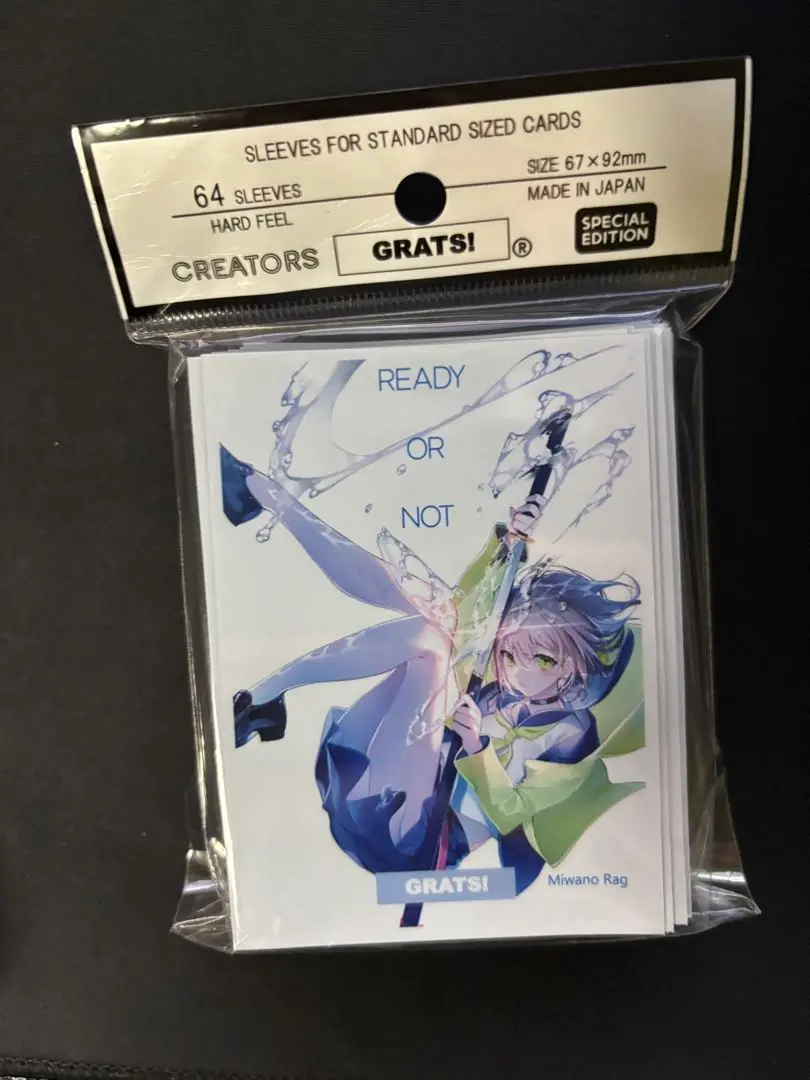 SLEEVES FOR STANDARD SIZED CARDS
64 SLEEVES
SIZE 67×92mm
HARD FEEL
MADE IN JAPAN
CREATORS GRATS! ®
SPECIAL
EDITION
READY
OR
NOT
GRATS!
Miwano Rag